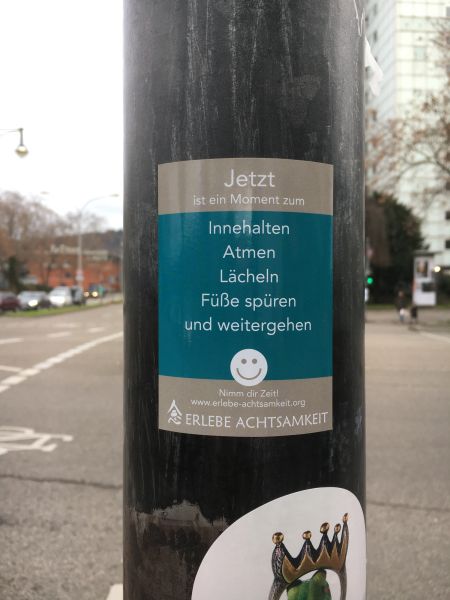 Jetzt
ist ein Moment zum
Innehalten
Atmen
Lächeln
Füße spüren
und weitergehen
Nimm dir Zeit!
www.erlebe-achtsamkeit.org
ERLEBE ACHTSAMKEIT